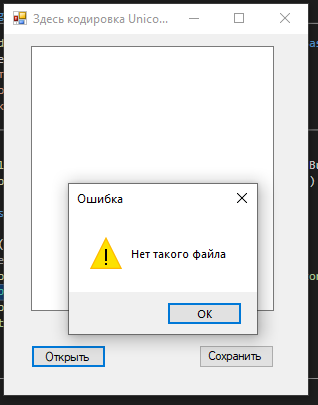 Здесь кодировка Unico...
Ошибка
Нет такого файла
ОК
Открыть
Сохранить